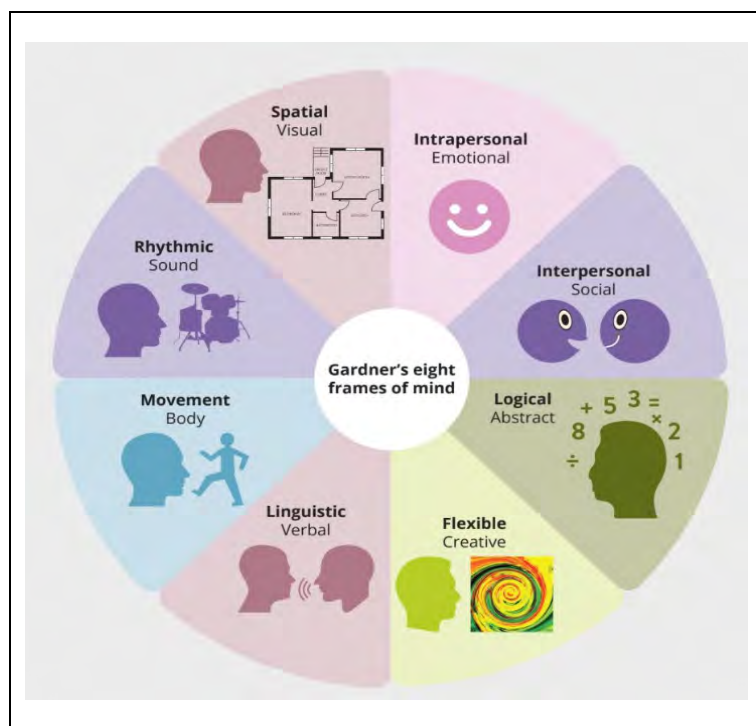 Spatial
Visual
Intrapersonal
Emotional
Rhythmic
Sound
Interpersonal
Social
Gardner's eight
frames of mind
Movement
Body
Logical
Abstract
+ 5 3 =
8 × 2
÷ 1
Linguistic
Verbal
Flexible
Creative